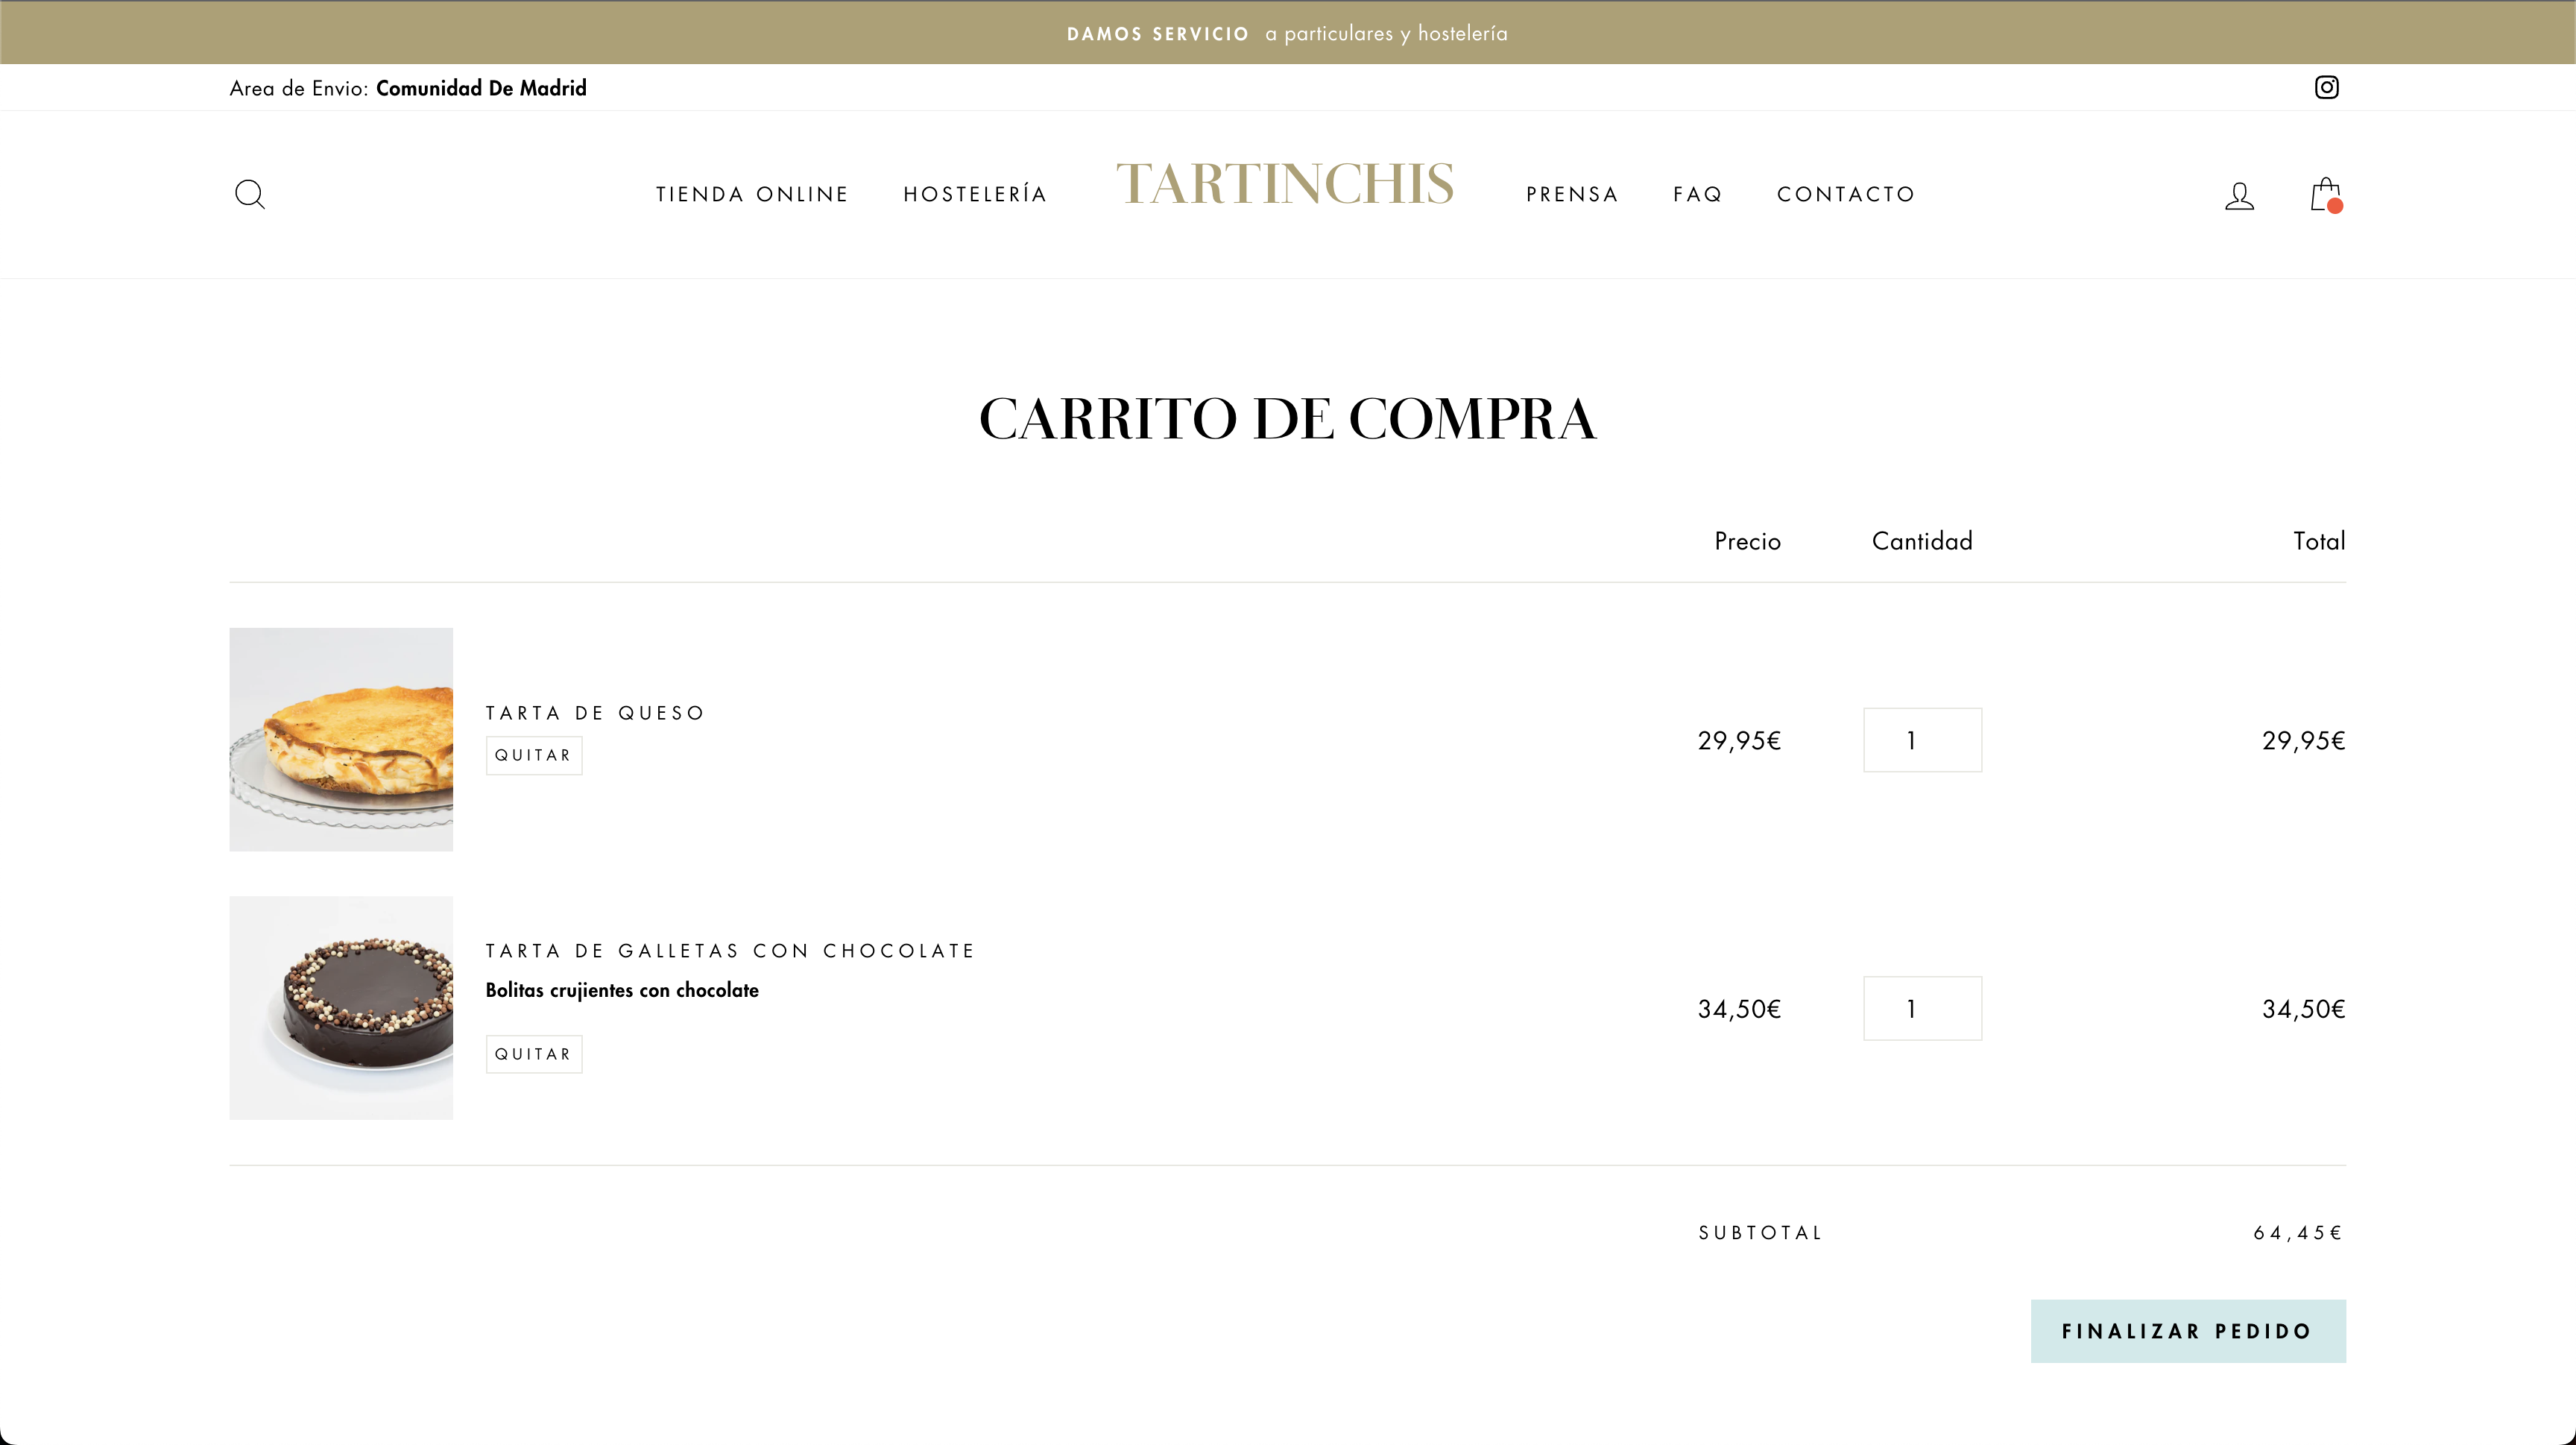 DAMOS SERVICIO a particulares y hostelería
Area de Envio: Comunidad De Madrid
TIENDA ONLINE HOSTELERÍA TARTINCHIS PRENSA FAQ CONTACTO
CARRITO DE COMPRA
Precio Cantidad Total
TARTA DE QUESO
QUITAR
29,95€ 1 29,95€
TARTA DE GALLETAS CON CHOCOLATE
Bolitas crujientes con chocolate
QUITAR
34,50€ 1 34,50€
SUBTOTAL 64,45€
FINALIZAR PEDIDO